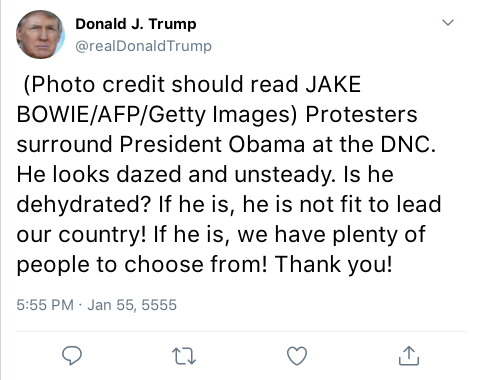 Donald J. Trump
@realDonaldTrump
(Photo credit should read JAKE
BOWIE/AFP/Getty Images) Protesters
surround President Obama at the DNC.
He looks dazed and unsteady. Is he
dehydrated? If he is, he is not fit to lead
our country! If he is, we have plenty of
people to choose from! Thank you!
5:55 PM · Jan 55, 5555